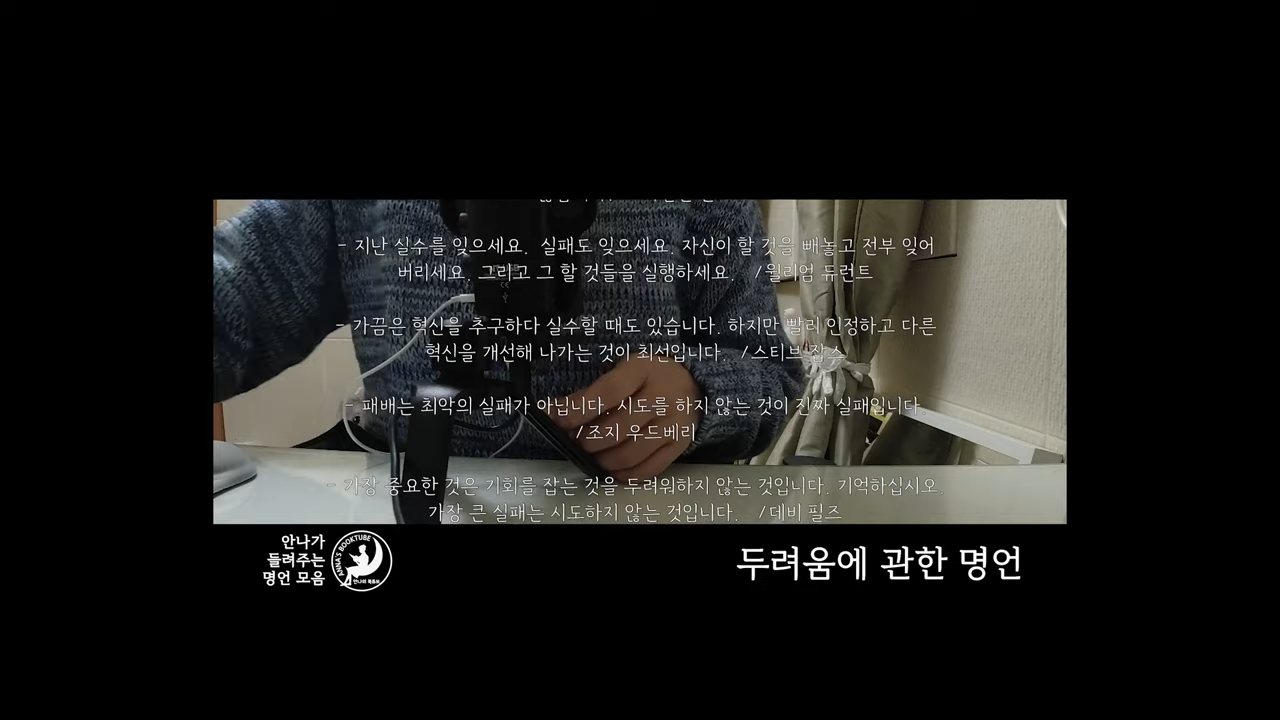 - 지난 실수를 잊으세요. 실패도 잊으세요. 자신이 할 것을 빼놓고 전부 잊어
버리세요. 그리고 그 할 것들을 실행하세요. /윌리엄 듀런트
- 가끔은 혁신을 추구하다 실수할 때도 있습니다. 하지만 빨리 인정하고 다른
혁신을 개선해 나가는 것이 최선입니다. /스티브 잡스
- 패배는 최악의 실패가 아닙니다. 시도를 하지 않는 것이 진짜 실패입니다.
/조지 우드베리
- 가장 중요한 것은 기회를 잡는 것을 두려워하지 않는 것입니다. 기억하십시오.
가장 큰 실패는 시도하지 않는 것입니다. /데비 필즈
안나가
들려주는
명언 모음
ANNA'S BOOKTUBE
안나의 북튜브
두려움에 관한 명언